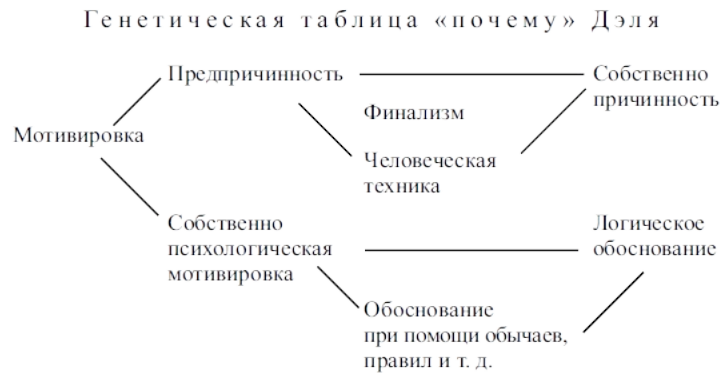 Генетическая таблица «почему» Дэля
Предпричинность
Собственно
причинность
Финализм
Мотивировка
Человеческая
техника
Собственно
психологическая
мотивировка
Логическое
обоснование
Обоснование
при помощи обычаев,
правил и т. д.